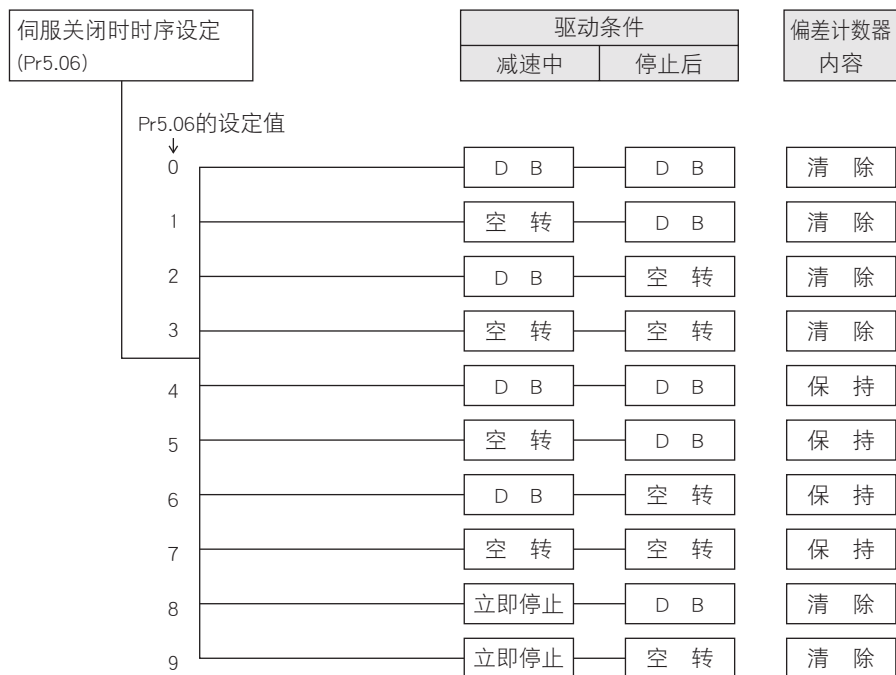 伺服关闭时时序设定
(Pr5.06)
驱动条件
减速中 停止后
偏差计数器
内容
Pr5.06的设定值
↓
0 D B D B 清 除
1 空 转 D B 清 除
2 D B 空 转 清 除
3 空 转 空 转 清 除
4 D B D B 保 持
5 空 转 D B 保 持
6 D B 空 转 保 持
7 空 转 空 转 保 持
8 立即停止 D B 清 除
9 立即停止 空 转 清 除